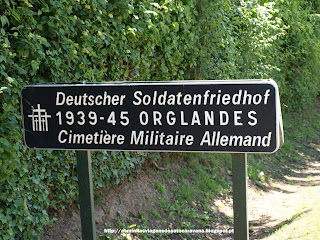 Deutscher Soldatenfriedhof
1939-45 ORGLANDES
Cimetière Militaire Allemand